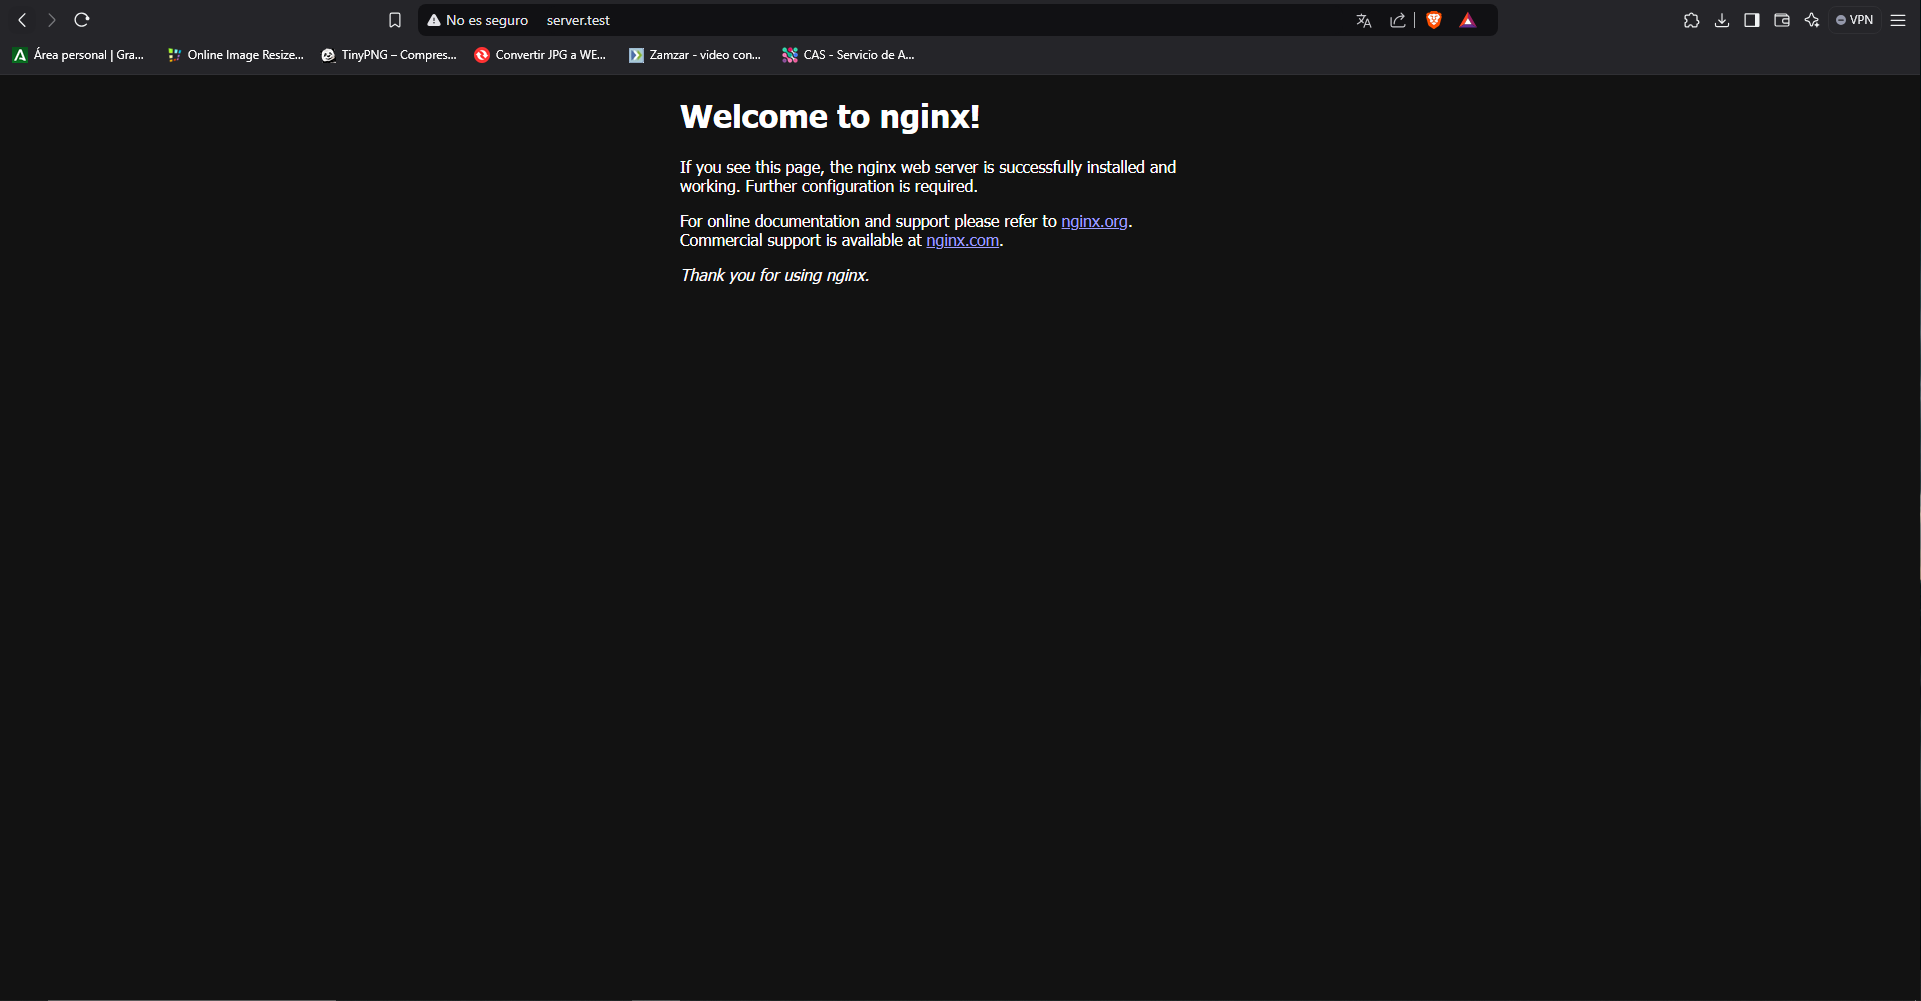 No es seguro server.test
VPN
Área personal | Gra...
Online Image Resize...
TinyPNG – Compres...
Convertir JPG a WE...
Zamzar - video con...
CAS - Servicio de A...
Welcome to nginx!
If you see this page, the nginx web server is successfully installed and
working. Further configuration is required.
For online documentation and support please refer to nginx.org.
Commercial support is available at nginx.com.
Thank you for using nginx.